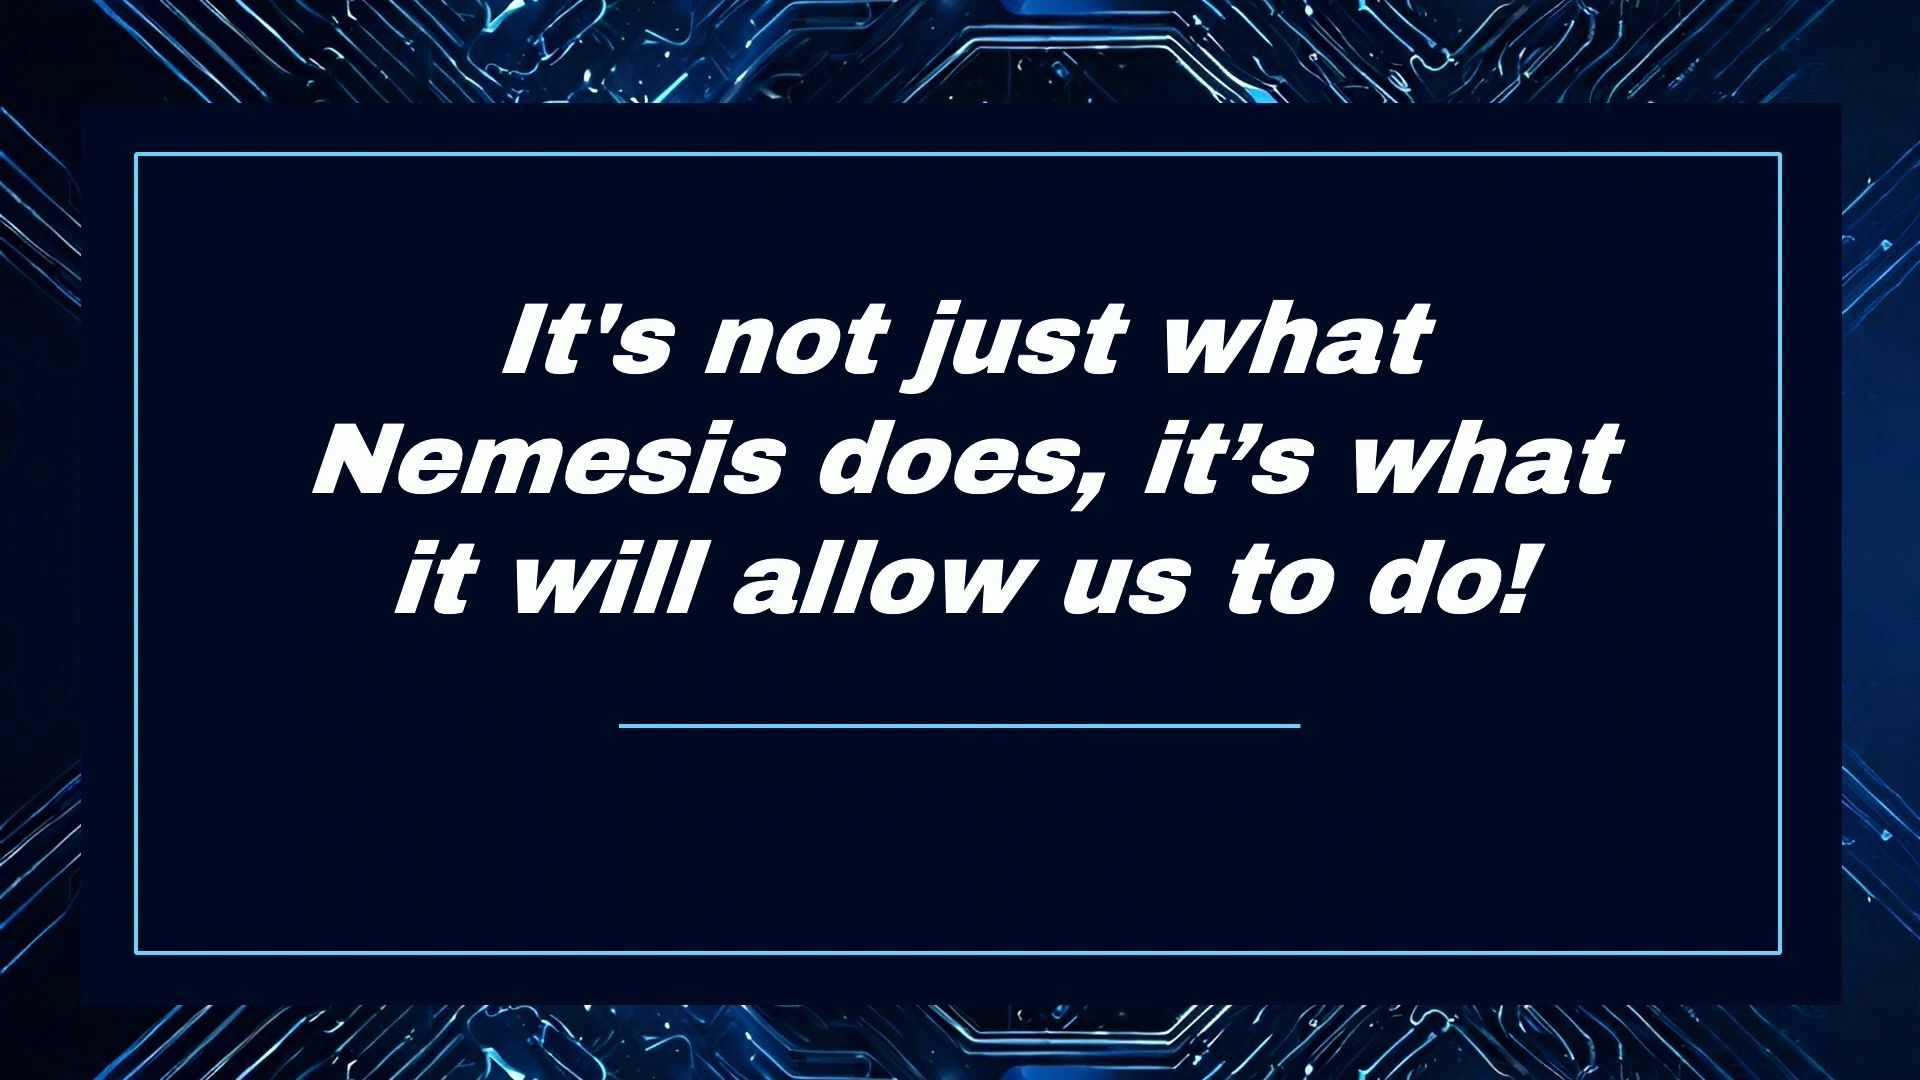 It's not just what
Nemesis does, it’s what
it will allow us to do!